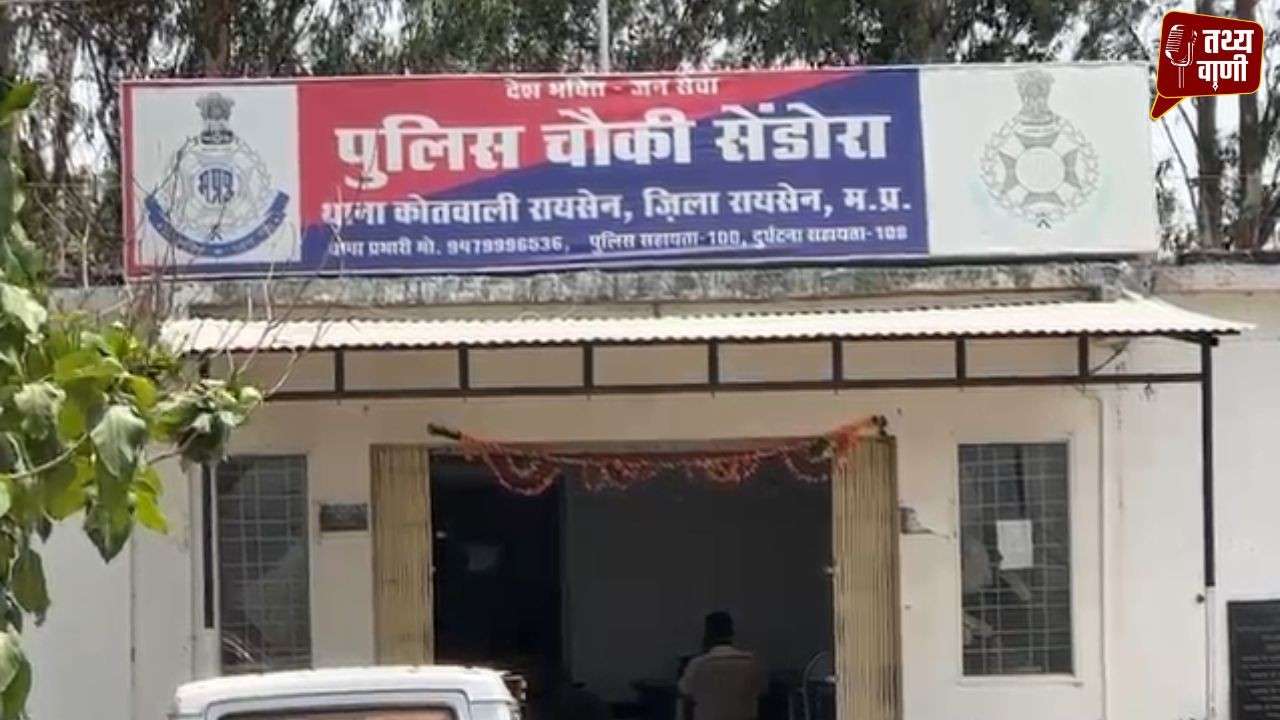 तथ्य
वाणी
देश भक्ति - जन सेवा
पुलिस चौकी सेंडोरा
थाना कोतवाली रायसेन, ज़िला रायसेन, म.प्र.
थाना प्रभारी मो. 9479996536, पुलिस सहायता-100, दुर्घटना सहायता-108
म प्र पु